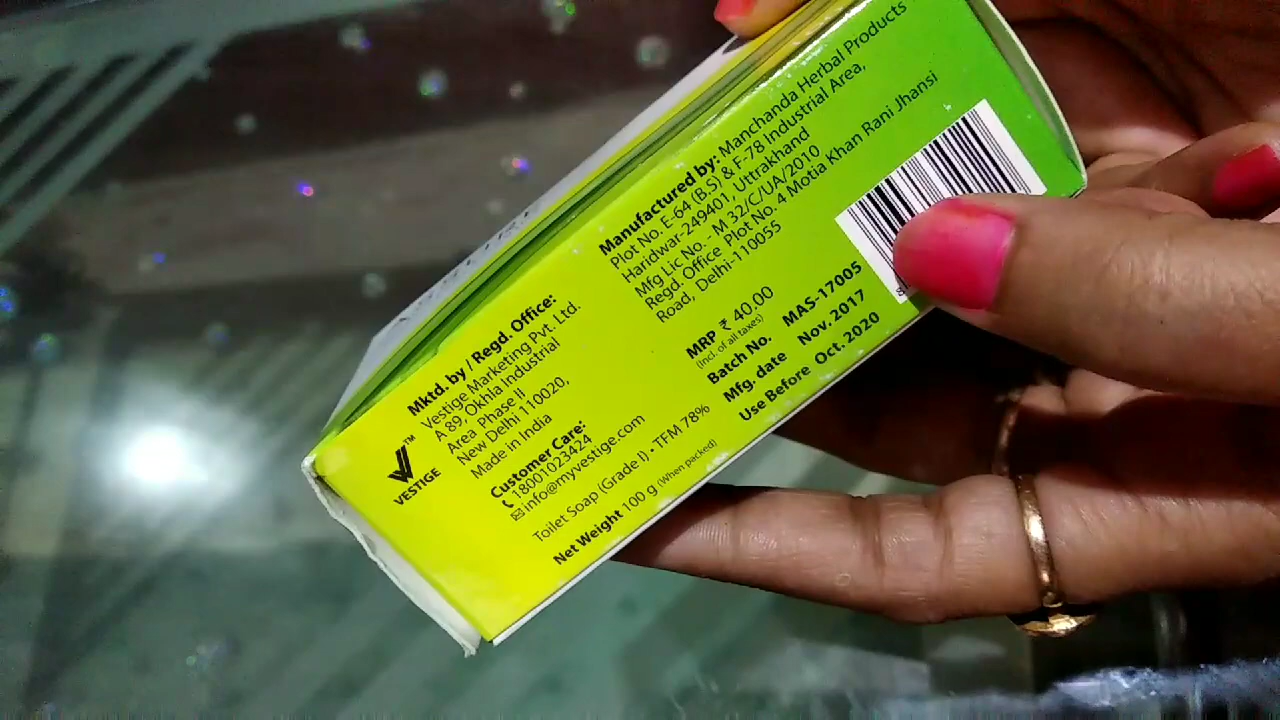 VESTIGE
TM
Mktd. by / Regd. Office:
Vestige Marketing Pvt. Ltd.
A 89, Okhla Industrial
Area Phase II
New Delhi 110020,
Made in India
Customer Care:
18001023424
info@myvestige.com
Toilet Soap (Grade I) - TFM 78%
Net Weight 100 g (When packed)
Manufactured by: Manchanda Herbal Products
Plot No. E-64 (B,S) & F-78 Industrial Area,
Haridwar-249401, Uttrakhand
Mfg Lic No. - M 32/C/UA/2010
Regd. Office Plot No. 4 Motia Khan Rani Jhansi
Road, Delhi-110055
MRP ₹ 40.00
(Incl. of all taxes)
Batch No. MAS-17005
Mfg. date Nov. 2017
Use Before Oct. 2020